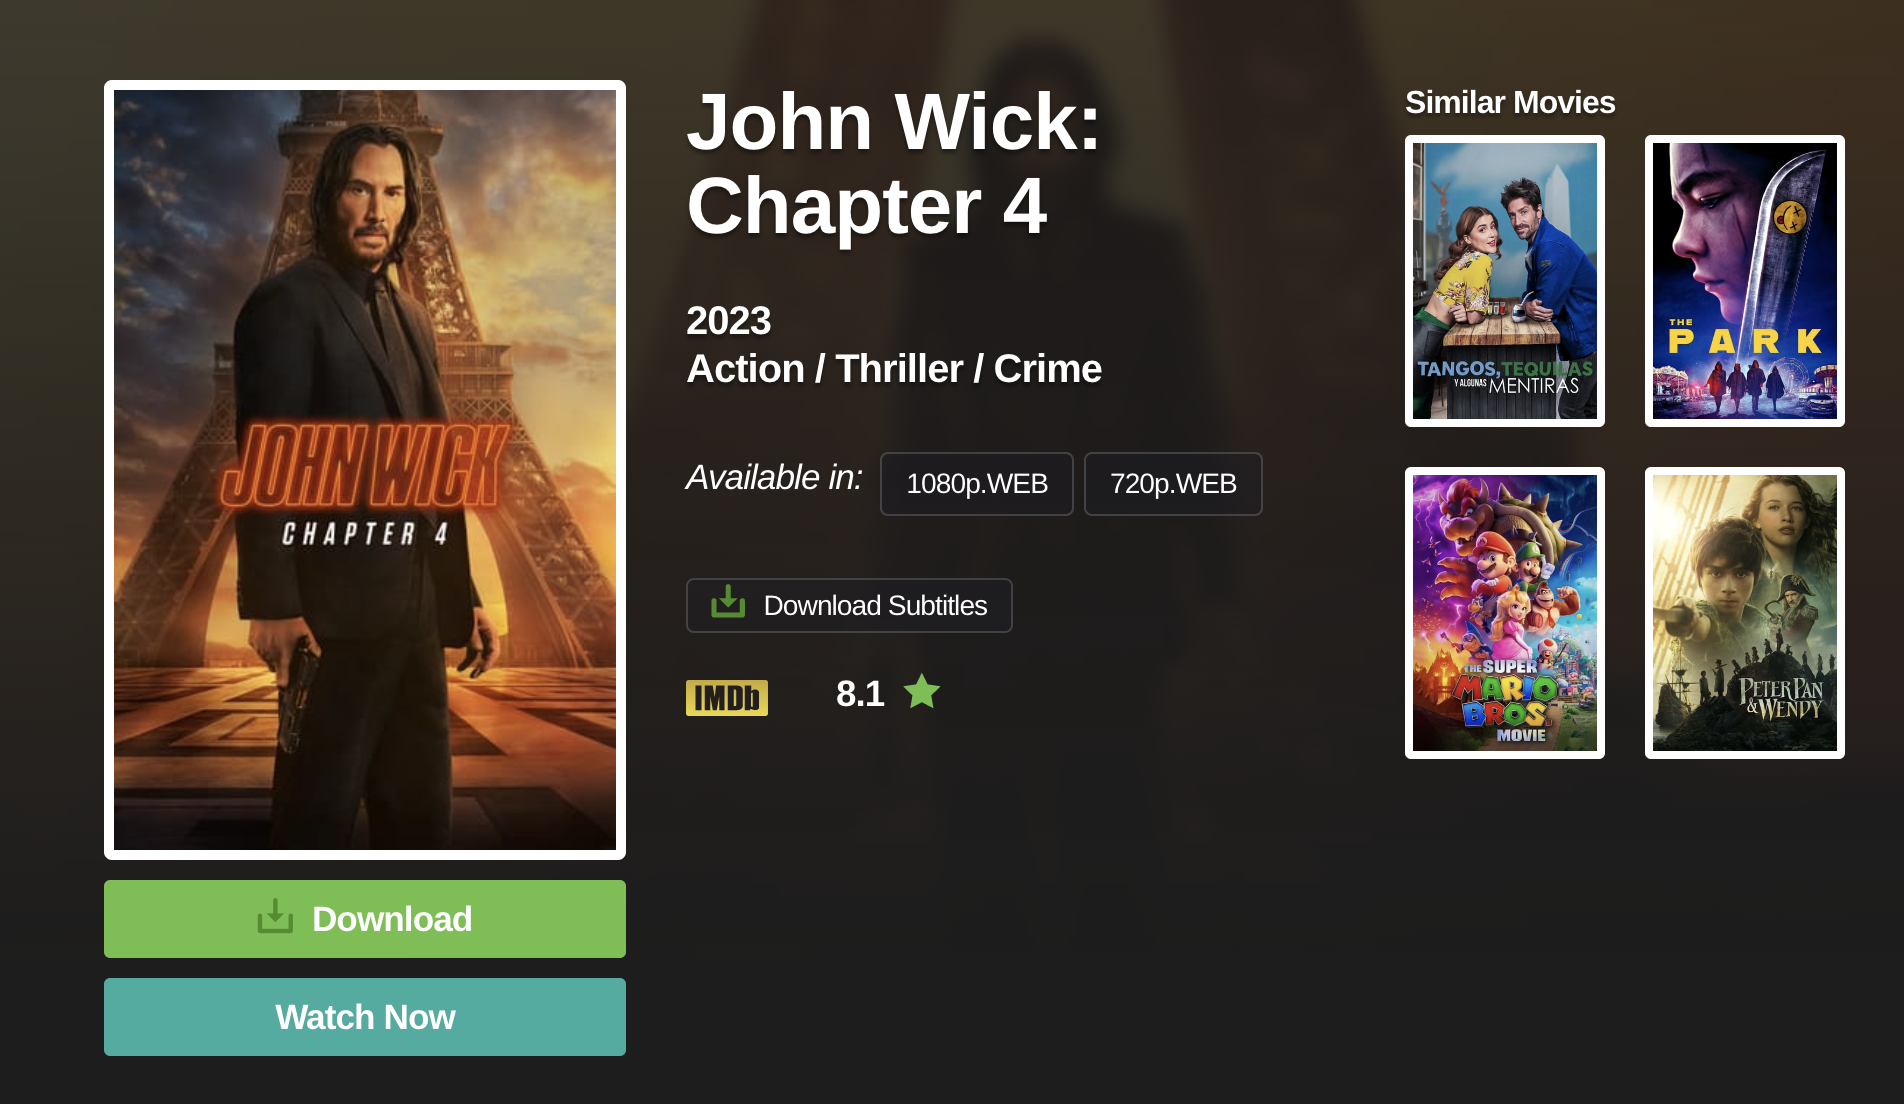 JOHN WICK
CHAPTER 4
Download
Watch Now
John Wick:
Chapter 4
2023
Action / Thriller / Crime
Available in:
1080p.WEB
720p.WEB
Download Subtitles
IMDb
8.1
Similar Movies
TANGOS, TEQUILAS
Y ALGUNAS MENTIRAS
THE
PARK
THE SUPER
MARIO
BROS.
MOVIE
PETER PAN
& WENDY